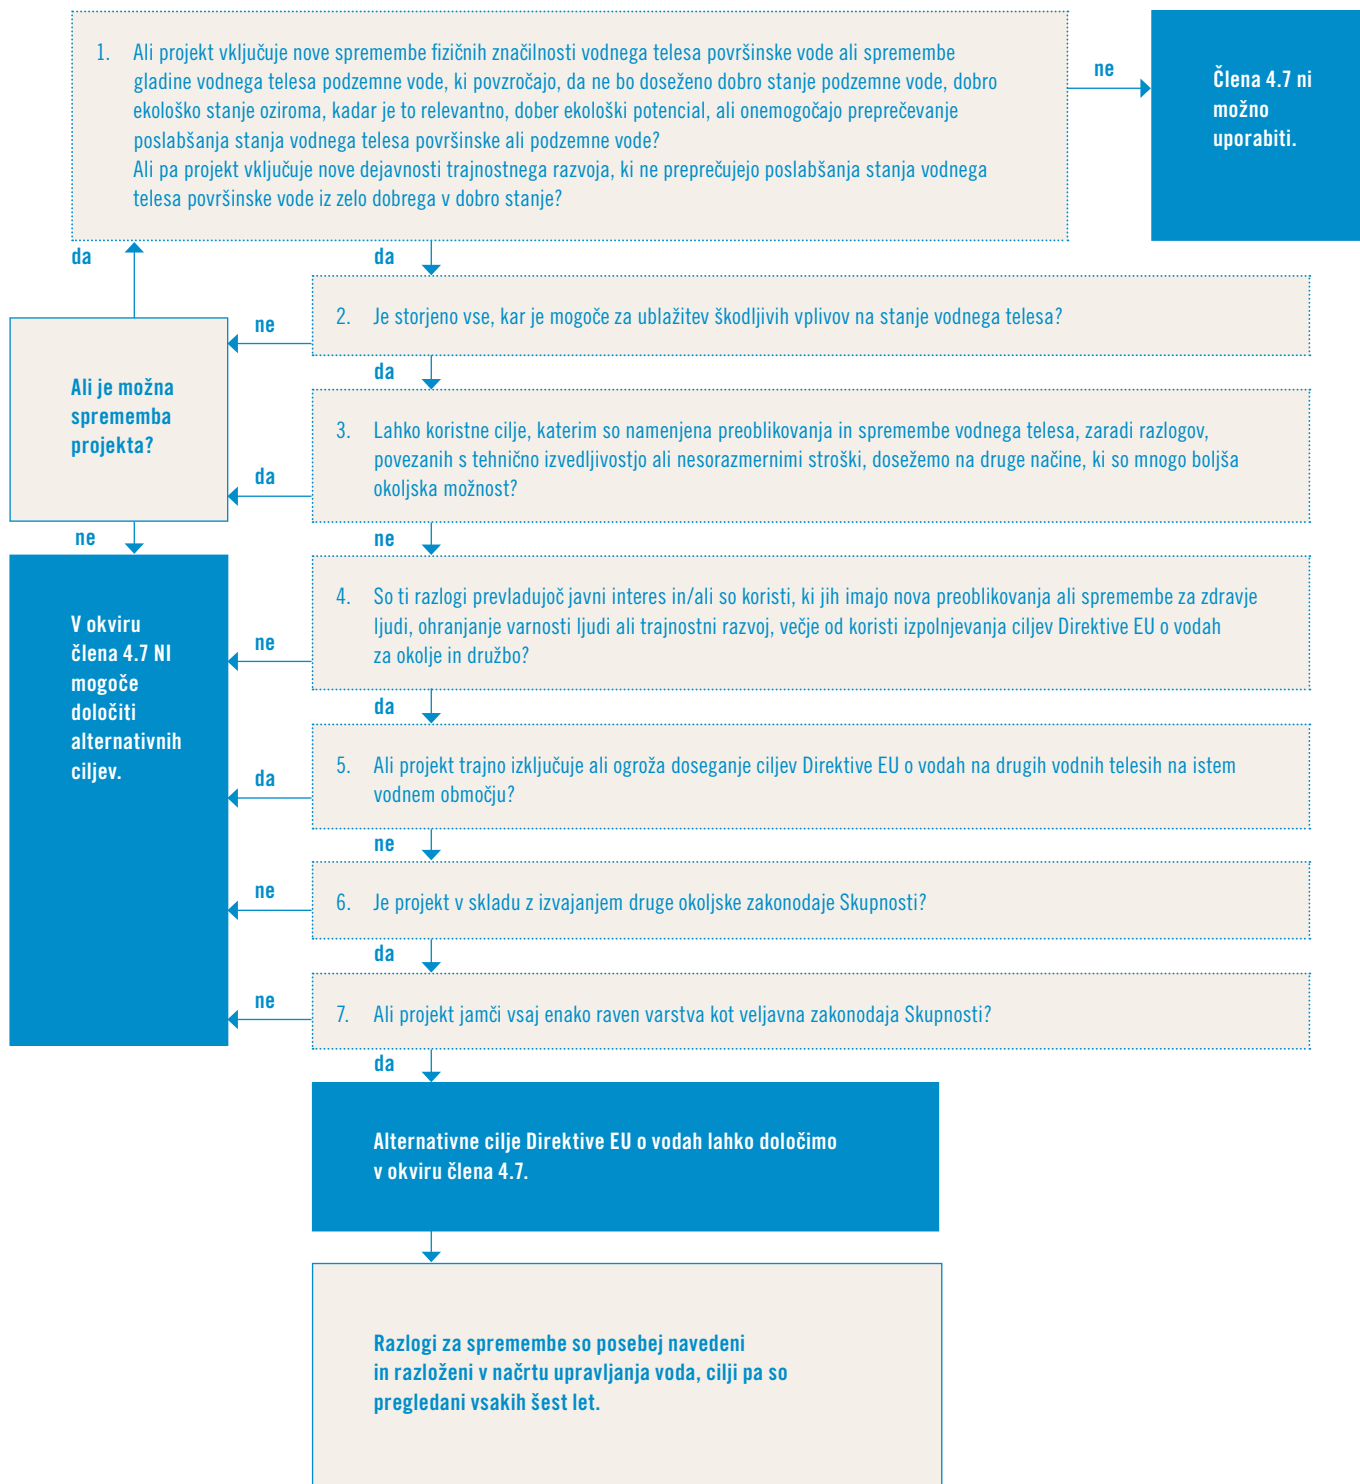 1. Ali projekt vključuje nove spremembe fizičnih značilnosti vodnega telesa površinske vode ali spremembe
gladine vodnega telesa podzemne vode, ki povzročajo, da ne bo doseženo dobro stanje podzemne vode, dobro
ekološko stanje oziroma, kadar je to relevantno, dober ekološki potencial, ali onemogočajo preprečevanje
poslabšanja stanja vodnega telesa površinske ali podzemne vode?
Ali pa projekt vključuje nove dejavnosti trajnostnega razvoja, ki ne preprečujejo poslabšanja stanja vodnega
telesa površinske vode iz zelo dobrega v dobro stanje?
ne
Člena 4.7 ni
možno
uporabiti.
da
da
2. Je storjeno vse, kar je mogoče za ublažitev škodljivih vplivov na stanje vodnega telesa?
ne
da
Ali je možna
sprememba
projekta?
3. Lahko koristne cilje, katerim so namenjena preoblikovanja in spremembe vodnega telesa, zaradi razlogov,
povezanih s tehnično izvedljivostjo ali nesorazmernimi stroški, dosežemo na druge načine, ki so mnogo boljša
okoljska možnost?
da
ne
ne
4. So ti razlogi prevladujoč javni interes in/ali so koristi, ki jih imajo nova preoblikovanja ali spremembe za zdravje
ljudi, ohranjanje varnosti ljudi ali trajnostni razvoj, večje od koristi izpolnjevanja ciljev Direktive EU o vodah
za okolje in družbo?
ne
da
V okviru
člena 4.7 NI
mogoče
določiti
alternativnih
ciljev.
5. Ali projekt trajno izključuje ali ogroža doseganje ciljev Direktive EU o vodah na drugih vodnih telesih na istem
vodnem območju?
da
ne
6. Je projekt v skladu z izvajanjem druge okoljske zakonodaje Skupnosti?
ne
da
7. Ali projekt jamči vsaj enako raven varstva kot veljavna zakonodaja Skupnosti?
ne
da
Alternativne cilje Direktive EU o vodah lahko določimo
v okviru člena 4.7.
Razlogi za spremembe so posebej navedeni
in razloženi v načrtu upravljanja voda, cilji pa so
pregledani vsakih šest let.